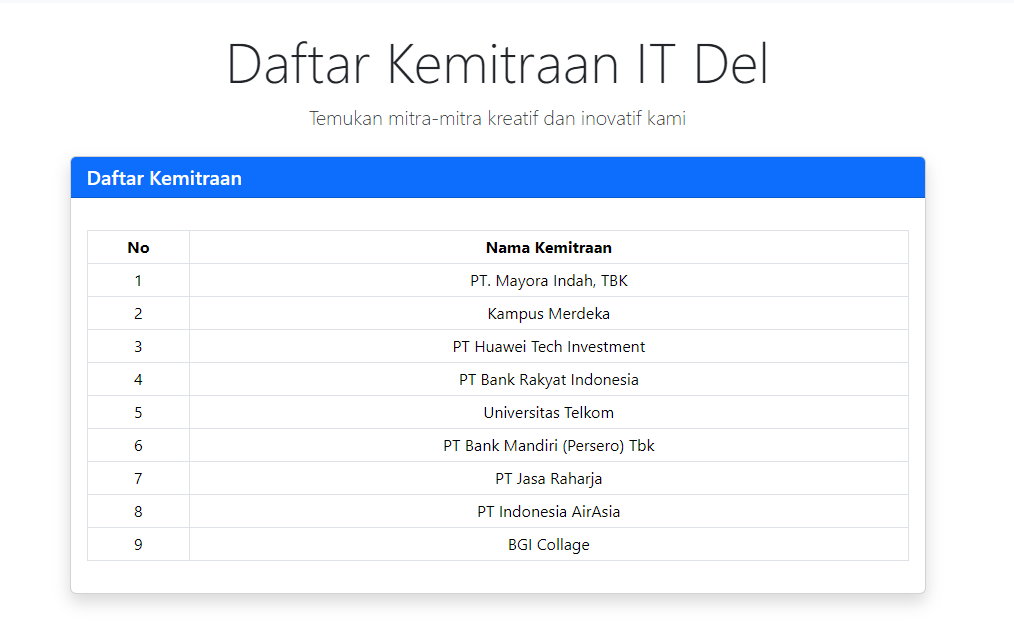 Daftar Kemitraan IT Del
Temukan mitra-mitra kreatif dan inovatif kami
Daftar Kemitraan
No Nama Kemitraan
1 PT. Mayora Indah, TBK
2 Kampus Merdeka
3 PT Huawei Tech Investment
4 PT Bank Rakyat Indonesia
5 Universitas Telkom
6 PT Bank Mandiri (Persero) Tbk
7 PT Jasa Raharja
8 PT Indonesia AirAsia
9 BGI Collage